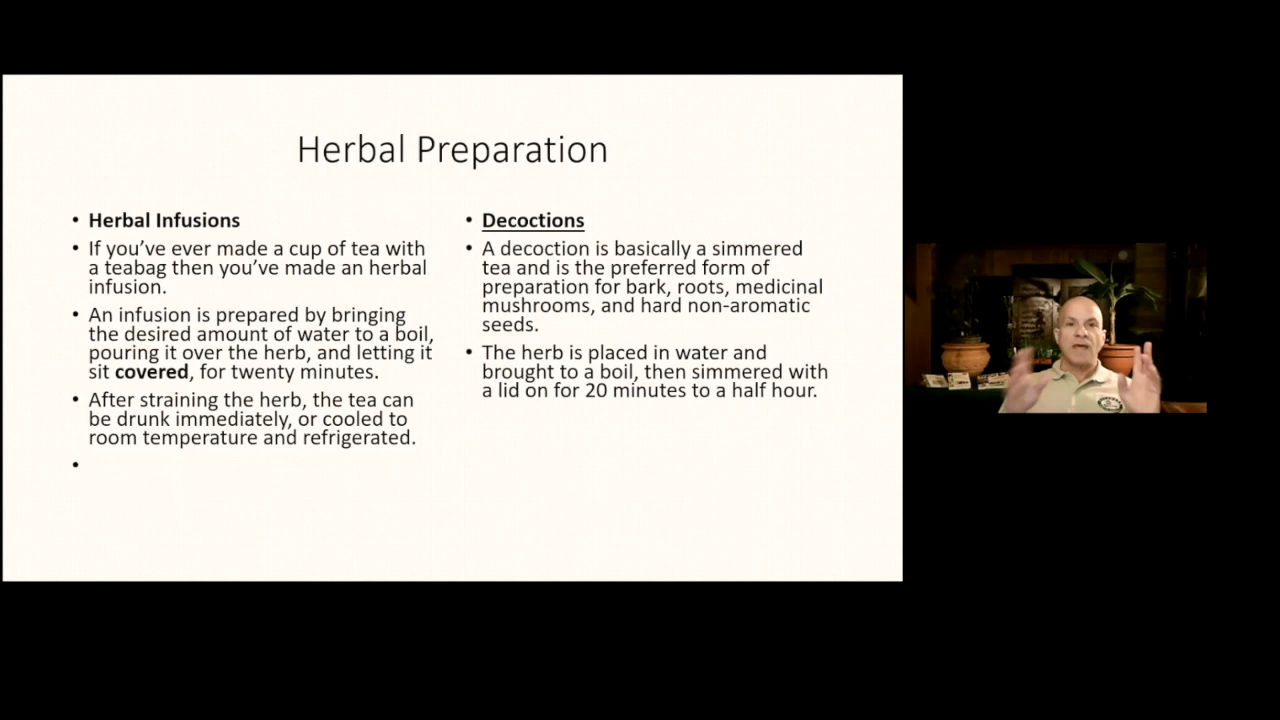 Herbal Preparation
• Herbal Infusions
• If you’ve ever made a cup of tea with
a teabag then you’ve made an herbal
infusion.
• An infusion is prepared by bringing
the desired amount of water to a boil,
pouring it over the herb, and letting it
sit covered, for twenty minutes.
• After straining the herb, the tea can
be drunk immediately, or cooled to
room temperature and refrigerated.
•
• Decoctions
• A decoction is basically a simmered
tea and is the preferred form of
preparation for bark, roots, medicinal
mushrooms, and hard non-aromatic
seeds.
• The herb is placed in water and
brought to a boil, then simmered with
a lid on for 20 minutes to a half hour.